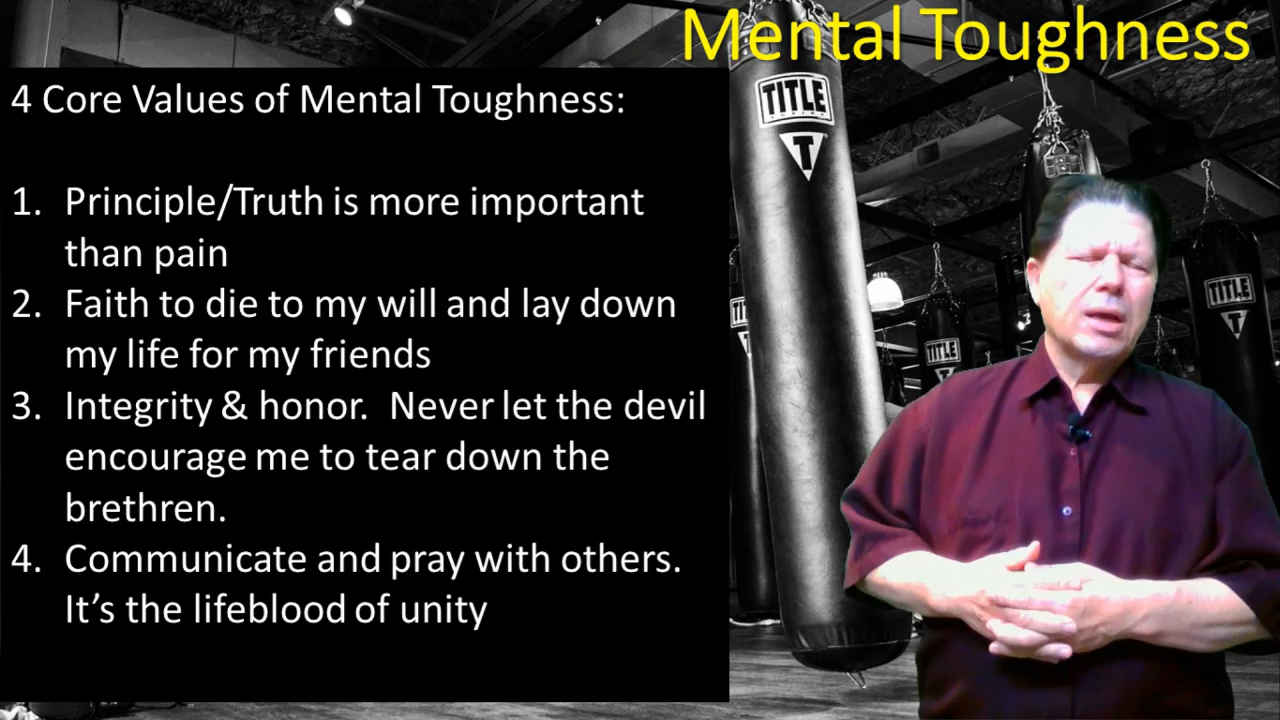 Mental Toughness
4 Core Values of Mental Toughness:
1. Principle/Truth is more important
than pain
2. Faith to die to my will and lay down
my life for my friends
3. Integrity & honor.  Never let the devil
encourage me to tear down the
brethren.
4. Communicate and pray with others.
It’s the lifeblood of unity
TITLE
T
TITLE
T
TITLE
T